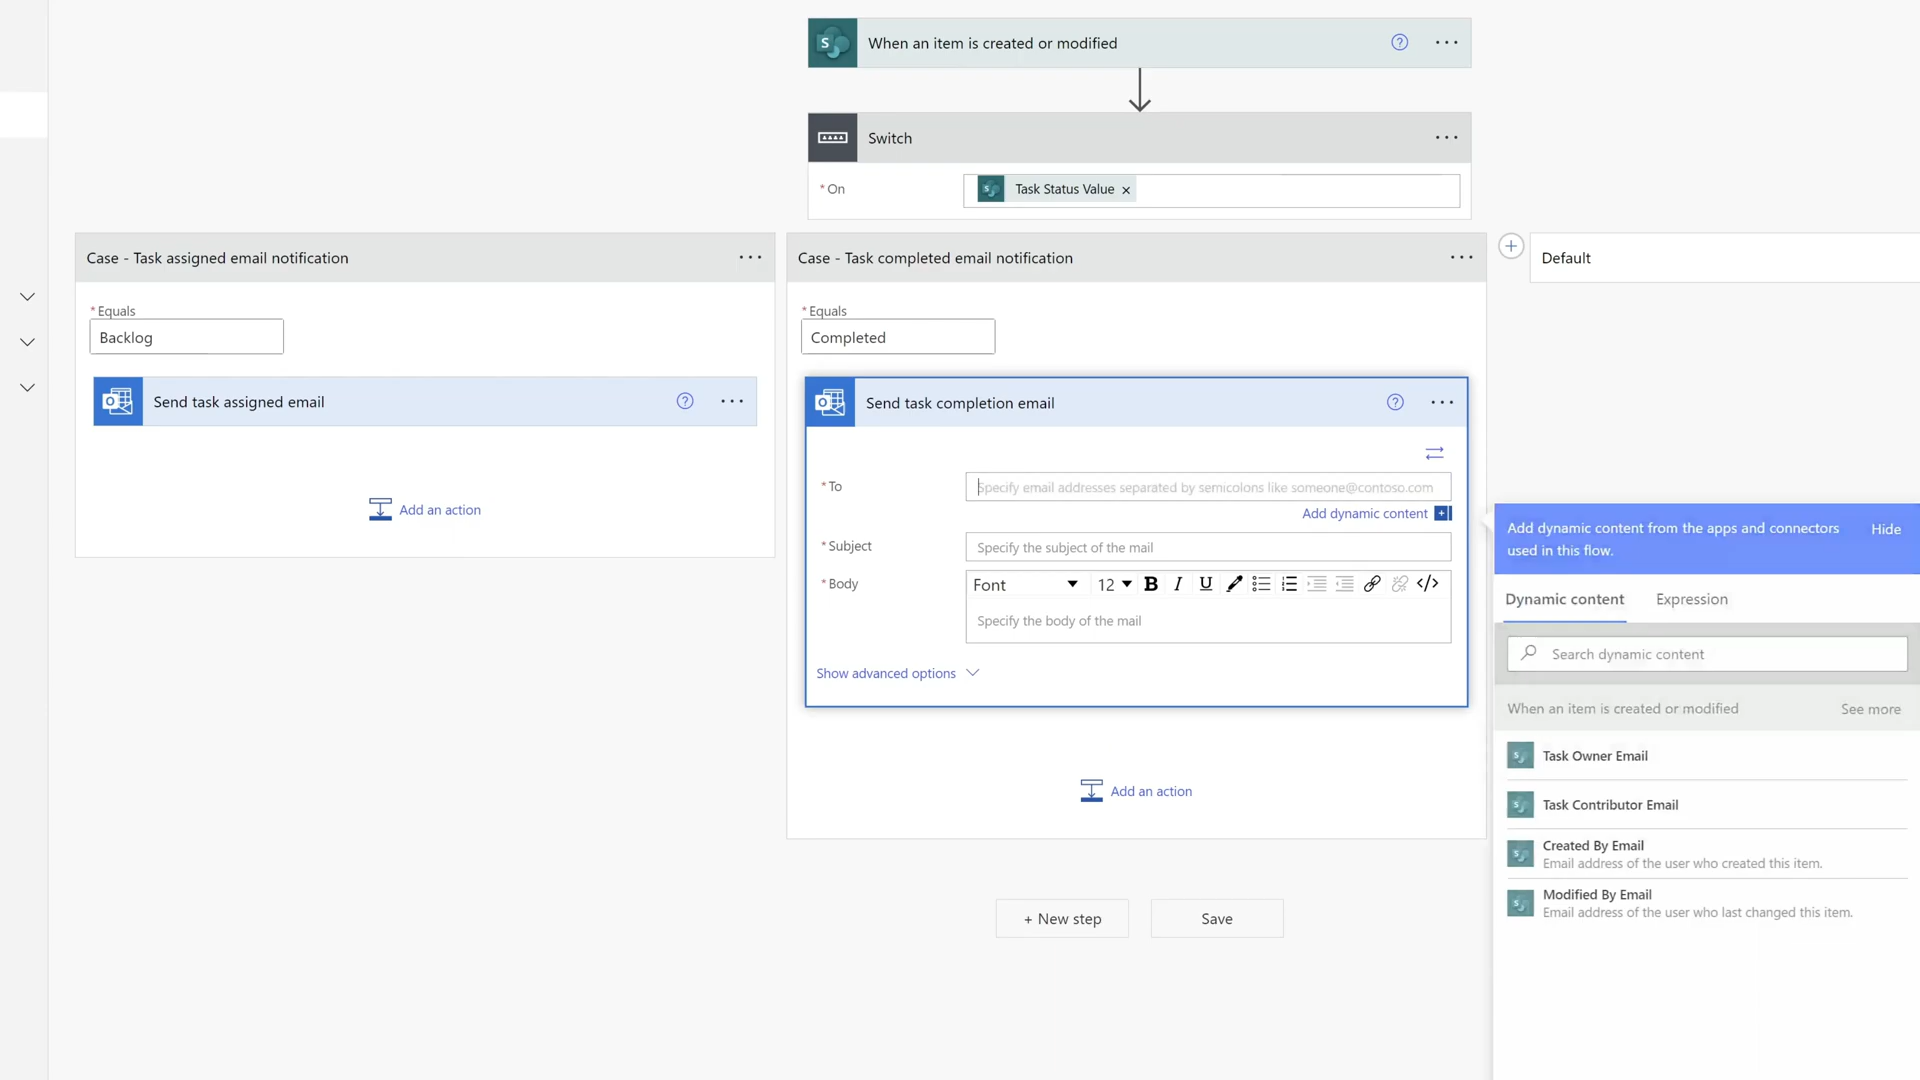 When an item is created or modified
Switch
* On
Task Status Value ×
Case - Task assigned email notification
Case - Task completed email notification
Default
* Equals
Backlog
* Equals
Completed
Send task assigned email
Send task completion email
Add an action
* To
Specify email addresses separated by semicolons like someone@contoso.com
Add dynamic content
* Subject
Specify the subject of the mail
* Body
Font
12
B I U </>
Specify the body of the mail
Show advanced options
Add an action
+ New step
Save
Add dynamic content from the apps and connectors
used in this flow.
Hide
Dynamic content
Expression
Search dynamic content
When an item is created or modified
See more
Task Owner Email
Task Contributor Email
Created By Email
Email address of the user who created this item.
Modified By Email
Email address of the user who last changed this item.